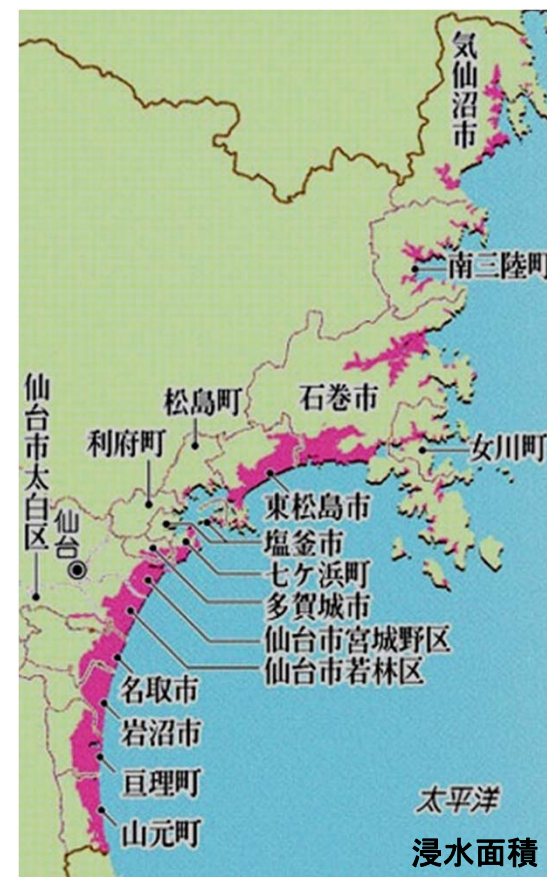 気仙沼市
南三陸町
石巻市
松島町
利府町
仙台市太白区
仙台
女川町
東松島市
塩釜市
七ケ浜町
多賀城市
仙台市宮城野区
仙台市若林区
名取市
岩沼市
亘理町
山元町
太平洋
浸水面積